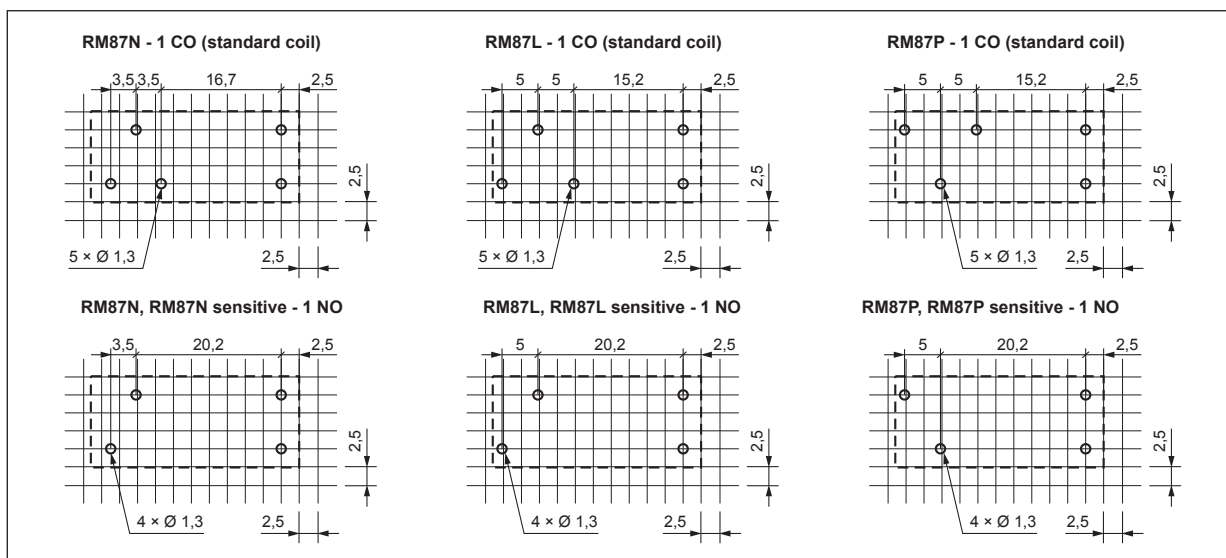 RM87N - 1 CO (standard coil)
3,5 3,5 16,7 2,5
2,5
5 × Ø 1,3
2,5
RM87L - 1 CO (standard coil)
5 5 15,2 2,5
2,5
5 × Ø 1,3
2,5
RM87P - 1 CO (standard coil)
5 5 15,2 2,5
2,5
5 × Ø 1,3
2,5
RM87N, RM87N sensitive - 1 NO
3,5 20,2 2,5
2,5
4 × Ø 1,3
2,5
RM87L, RM87L sensitive - 1 NO
5 20,2 2,5
2,5
4 × Ø 1,3
2,5
RM87P, RM87P sensitive - 1 NO
5 20,2 2,5
2,5
4 × Ø 1,3
2,5